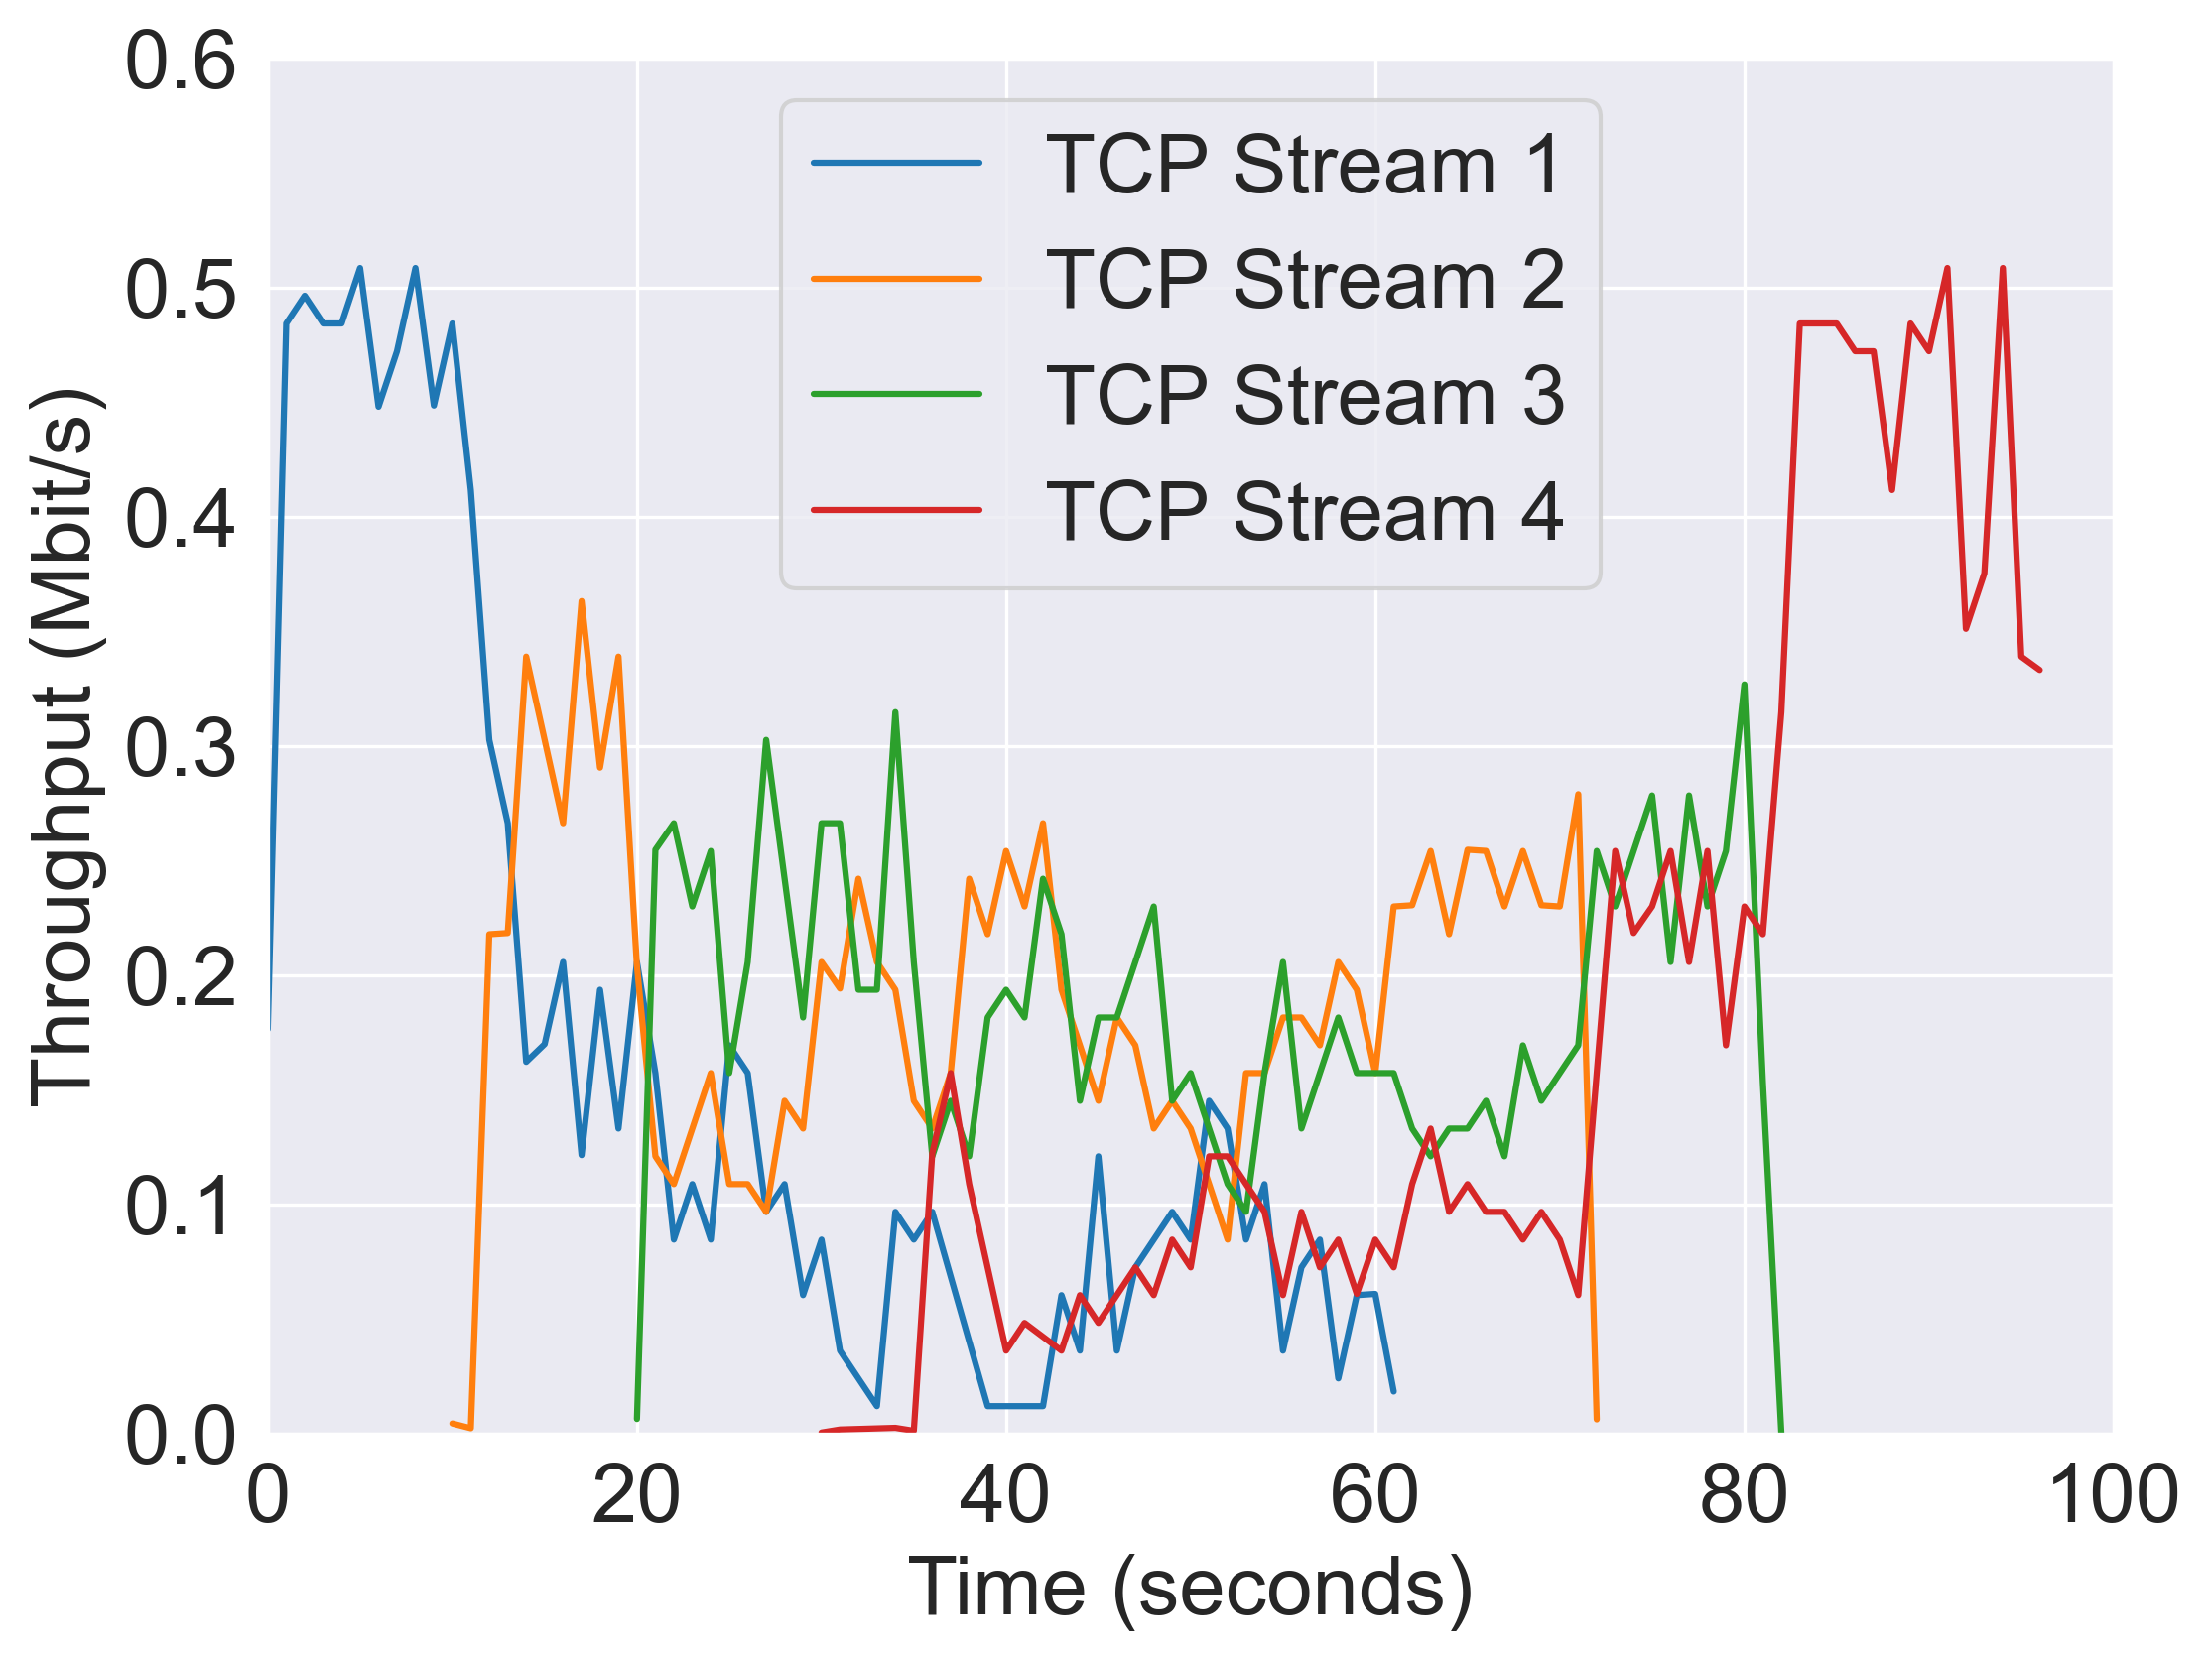 0.6
0.5
0.4
0.3
0.2
0.1
0.0
Throughput (Mbit/s)
TCP Stream 1
TCP Stream 2
TCP Stream 3
TCP Stream 4
0 20 40 60 80 100
Time (seconds)